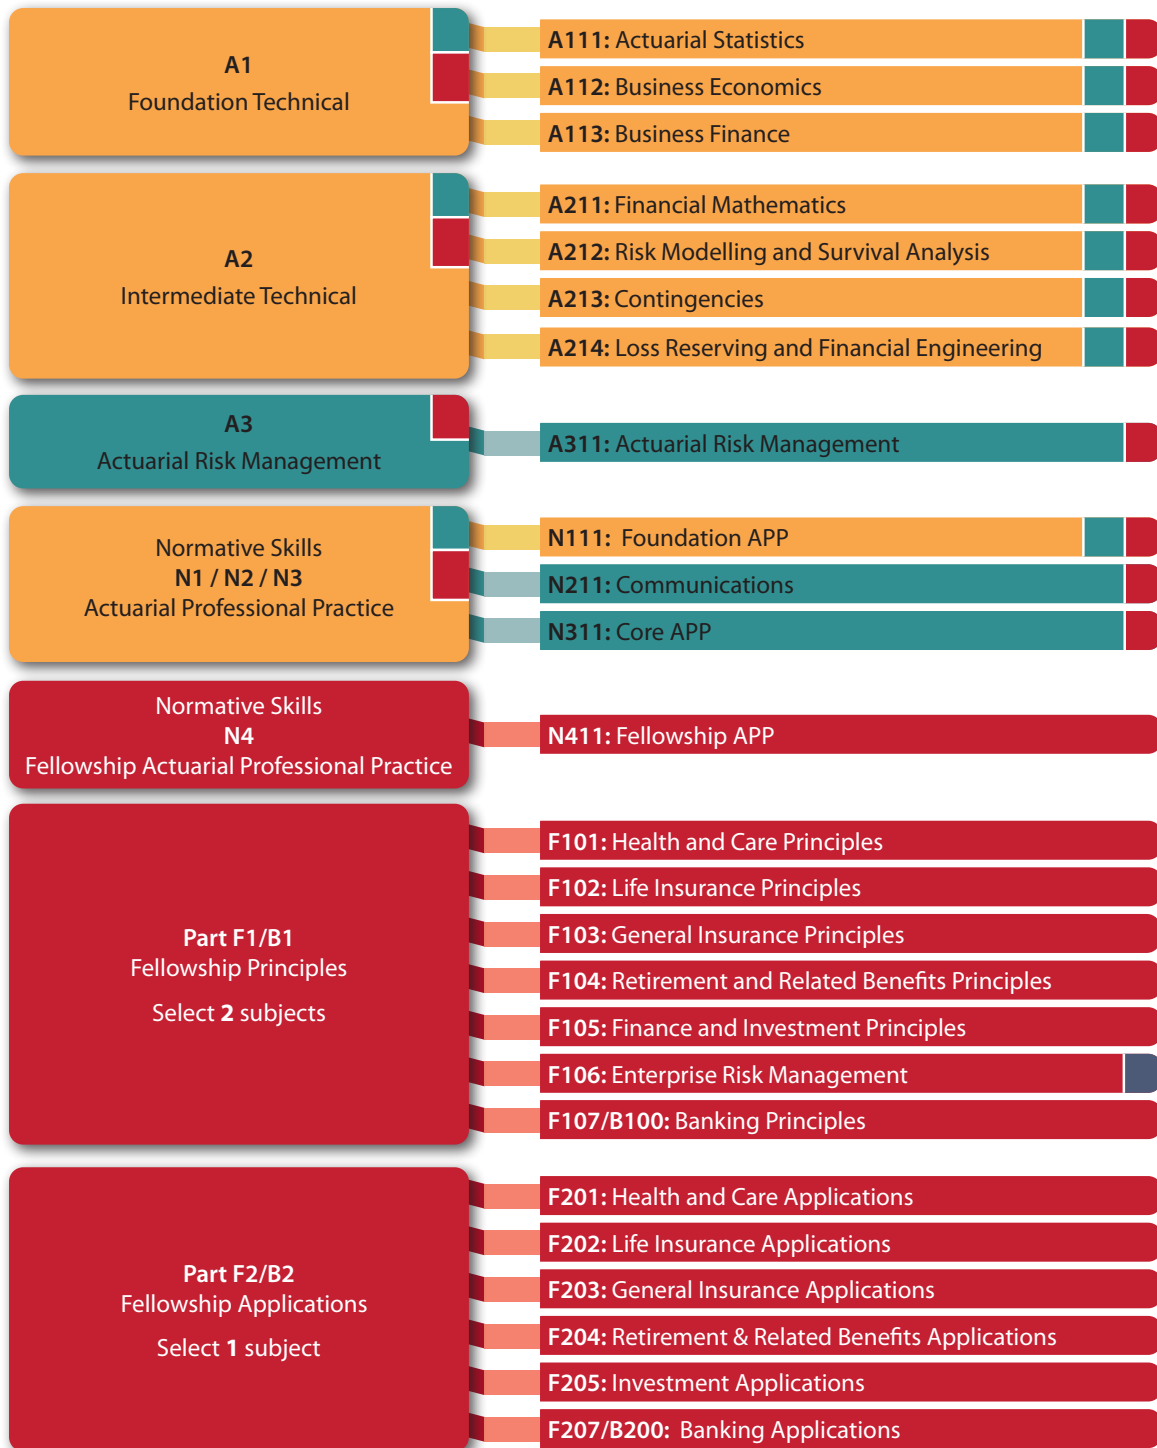 A1
Foundation Technical
A111: Actuarial Statistics
A112: Business Economics
A113: Business Finance
A2
Intermediate Technical
A211: Financial Mathematics
A212: Risk Modelling and Survival Analysis
A213: Contingencies
A214: Loss Reserving and Financial Engineering
A3
Actuarial Risk Management
A311: Actuarial Risk Management
Normative Skills
N1 / N2 / N3
Actuarial Professional Practice
N111: Foundation APP
N211: Communications
N311: Core APP
Normative Skills
N4
Fellowship Actuarial Professional Practice
N411: Fellowship APP
Part F1/B1
Fellowship Principles
Select 2 subjects
F101: Health and Care Principles
F102: Life Insurance Principles
F103: General Insurance Principles
F104: Retirement and Related Benefits Principles
F105: Finance and Investment Principles
F106: Enterprise Risk Management
F107/B100: Banking Principles
Part F2/B2
Fellowship Applications
Select 1 subject
F201: Health and Care Applications
F202: Life Insurance Applications
F203: General Insurance Applications
F204: Retirement & Related Benefits Applications
F205: Investment Applications
F207/B200: Banking Applications